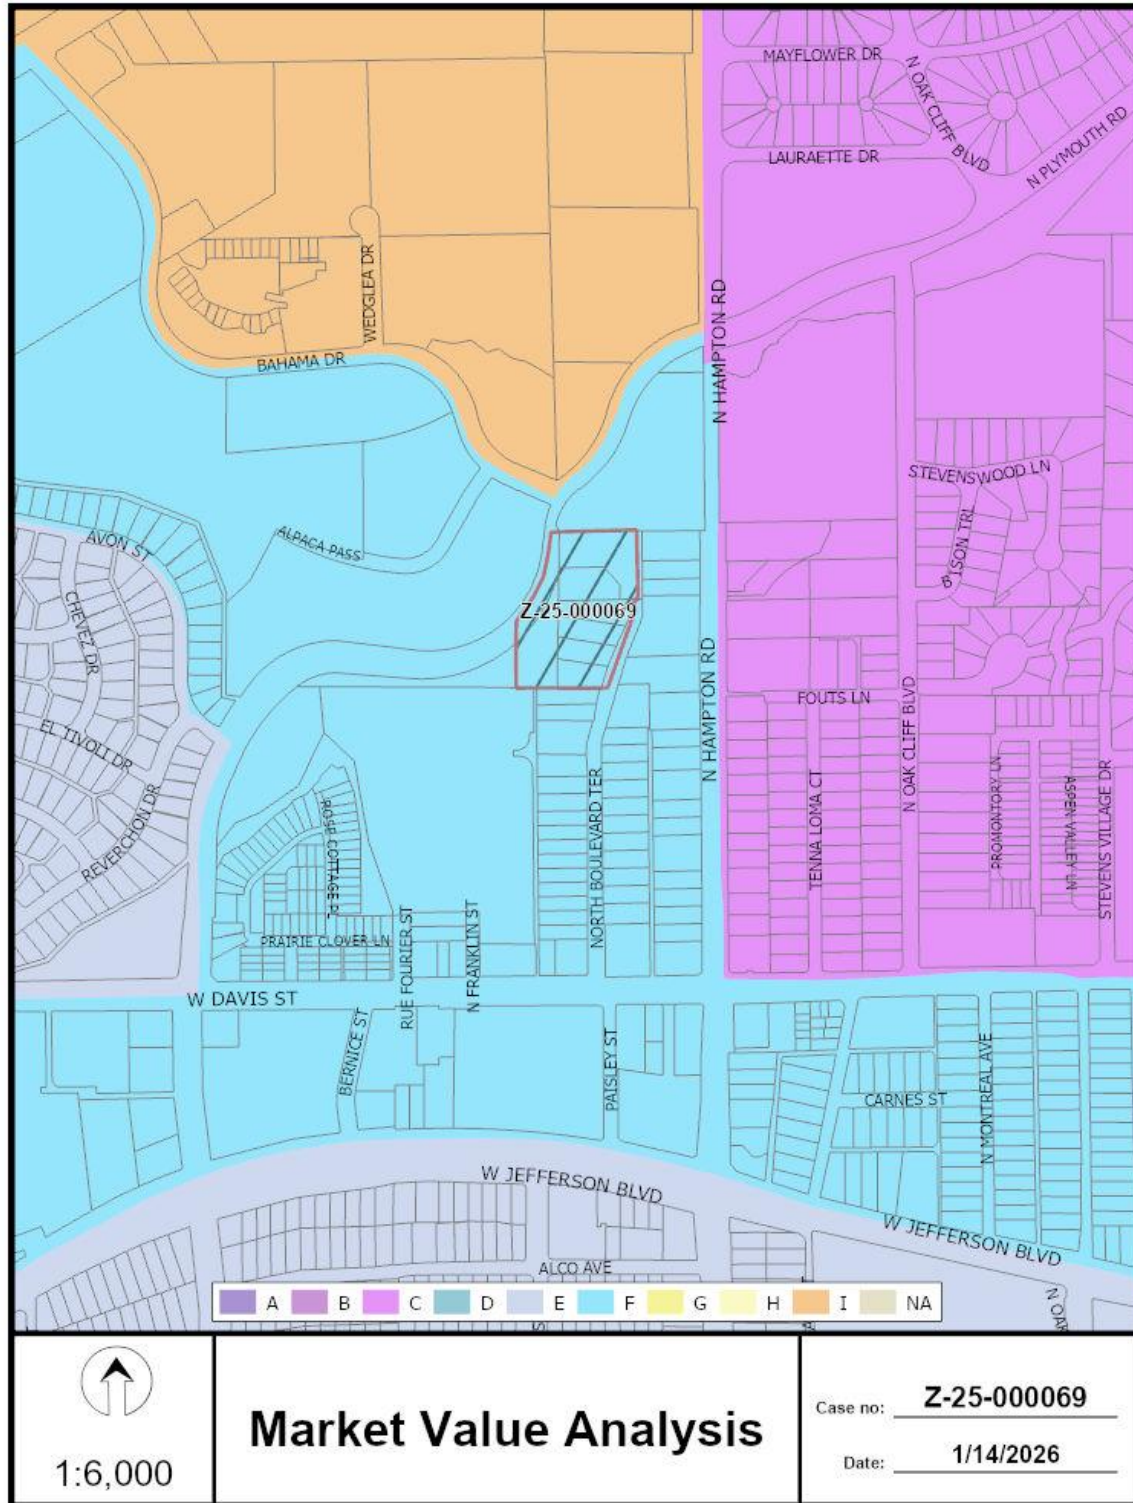 MAYFLOWER DR
N OAK CLIFF BLVD
N PLYMOUTH RD
LAURAETTE DR
WEDGLEA DR
N HAMPTON RD
BAHAMA DR
STEVENSWOOD LN
AVON ST
ALPACA PASS
BISON TRL
CHEVEZ DR
Z-25-000069
N HAMPTON RD
FOUTS LN
N OAK CLIFF BLVD
EL TIVOLI DR
REVERCHON DR
ROSE COTTAGE PL
NORTH BOULEVARD TER
TENNA LOMA CT
PROMONTORY LN
ASPEN VALLEY LN
STEVENS VILLAGE DR
PRAIRIE CLOVER LN
RUE FOURIER ST
N FRANKLIN ST
W DAVIS ST
BERNICE ST
PAISLEY ST
CARNES ST
N MONTREAL AVE
W JEFFERSON BLVD
W JEFFERSON BLVD
ALCO AVE
N OAK
A B C D E F G H I NA
1:6,000
Market Value Analysis
Case no: Z-25-000069
Date: 1/14/2026